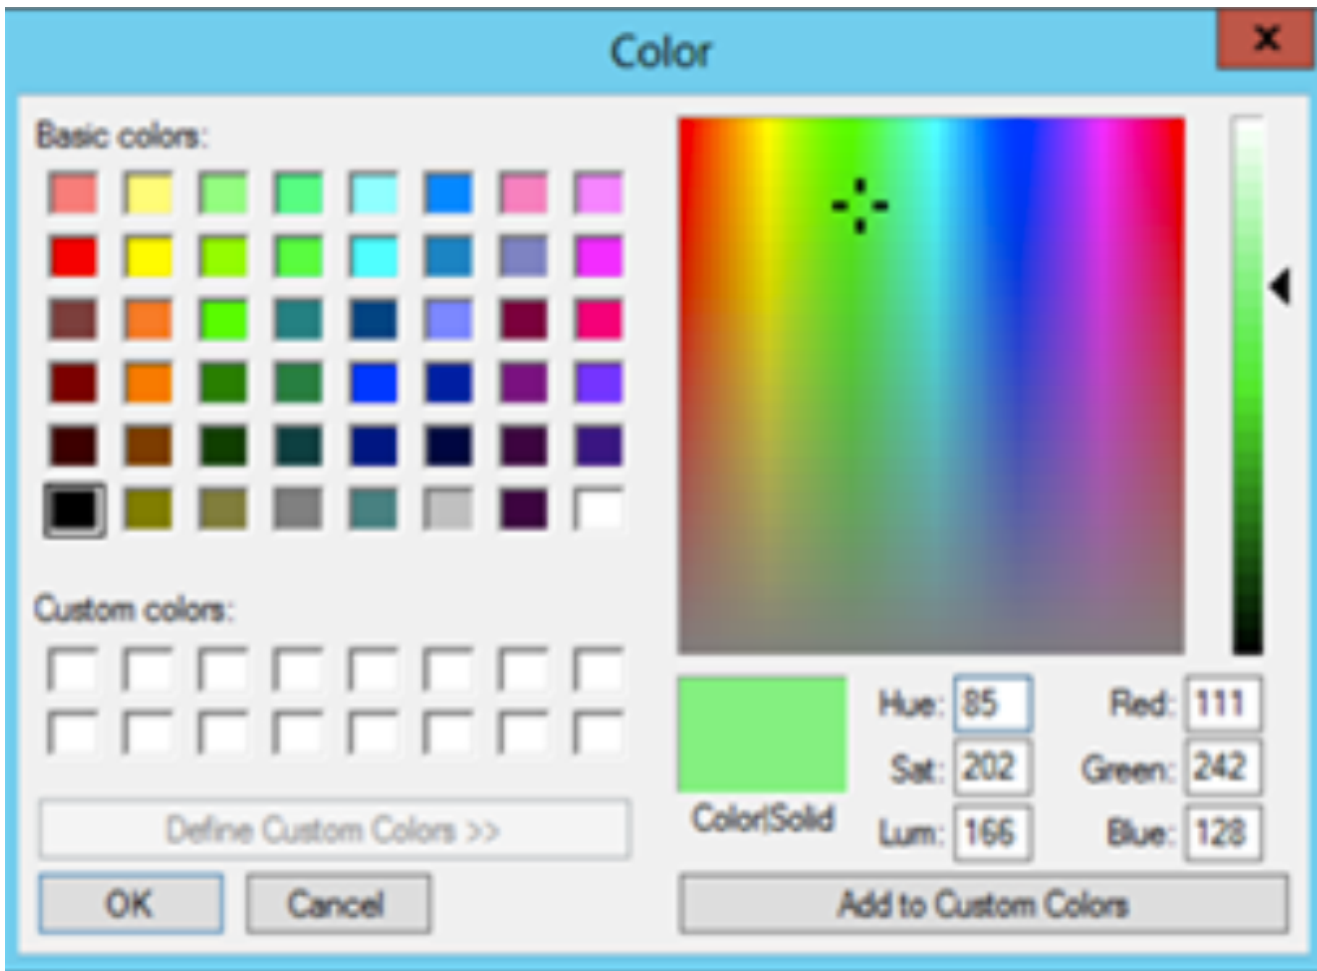 Color
x
Basic colors:
Custom colors:
Define Custom Colors >>
OK
Cancel
Color|Solid
Hue: 85
Sat: 202
Lum: 166
Red: 111
Green: 242
Blue: 128
Add to Custom Colors